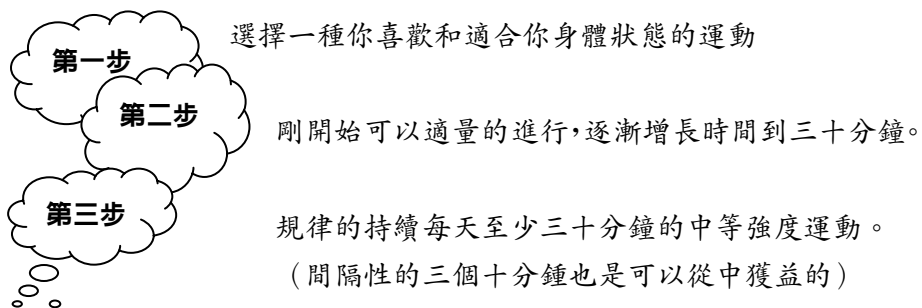 第一步
選擇一種你喜歡和適合你身體狀態的運動
第二步
剛開始可以適量的進行,逐漸增長時間到三十分鐘。
第三步
規律的持續每天至少三十分鐘的中等強度運動。
(間隔性的三個十分鍾也是可以從中獲益的)